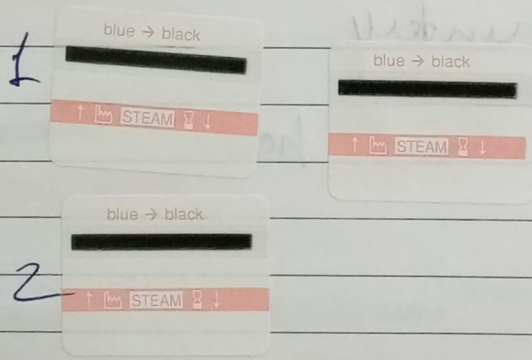 1
blue → black
↑ STEAM ↓
blue → black
↑ STEAM ↓
2
blue → black
↑ STEAM ↓